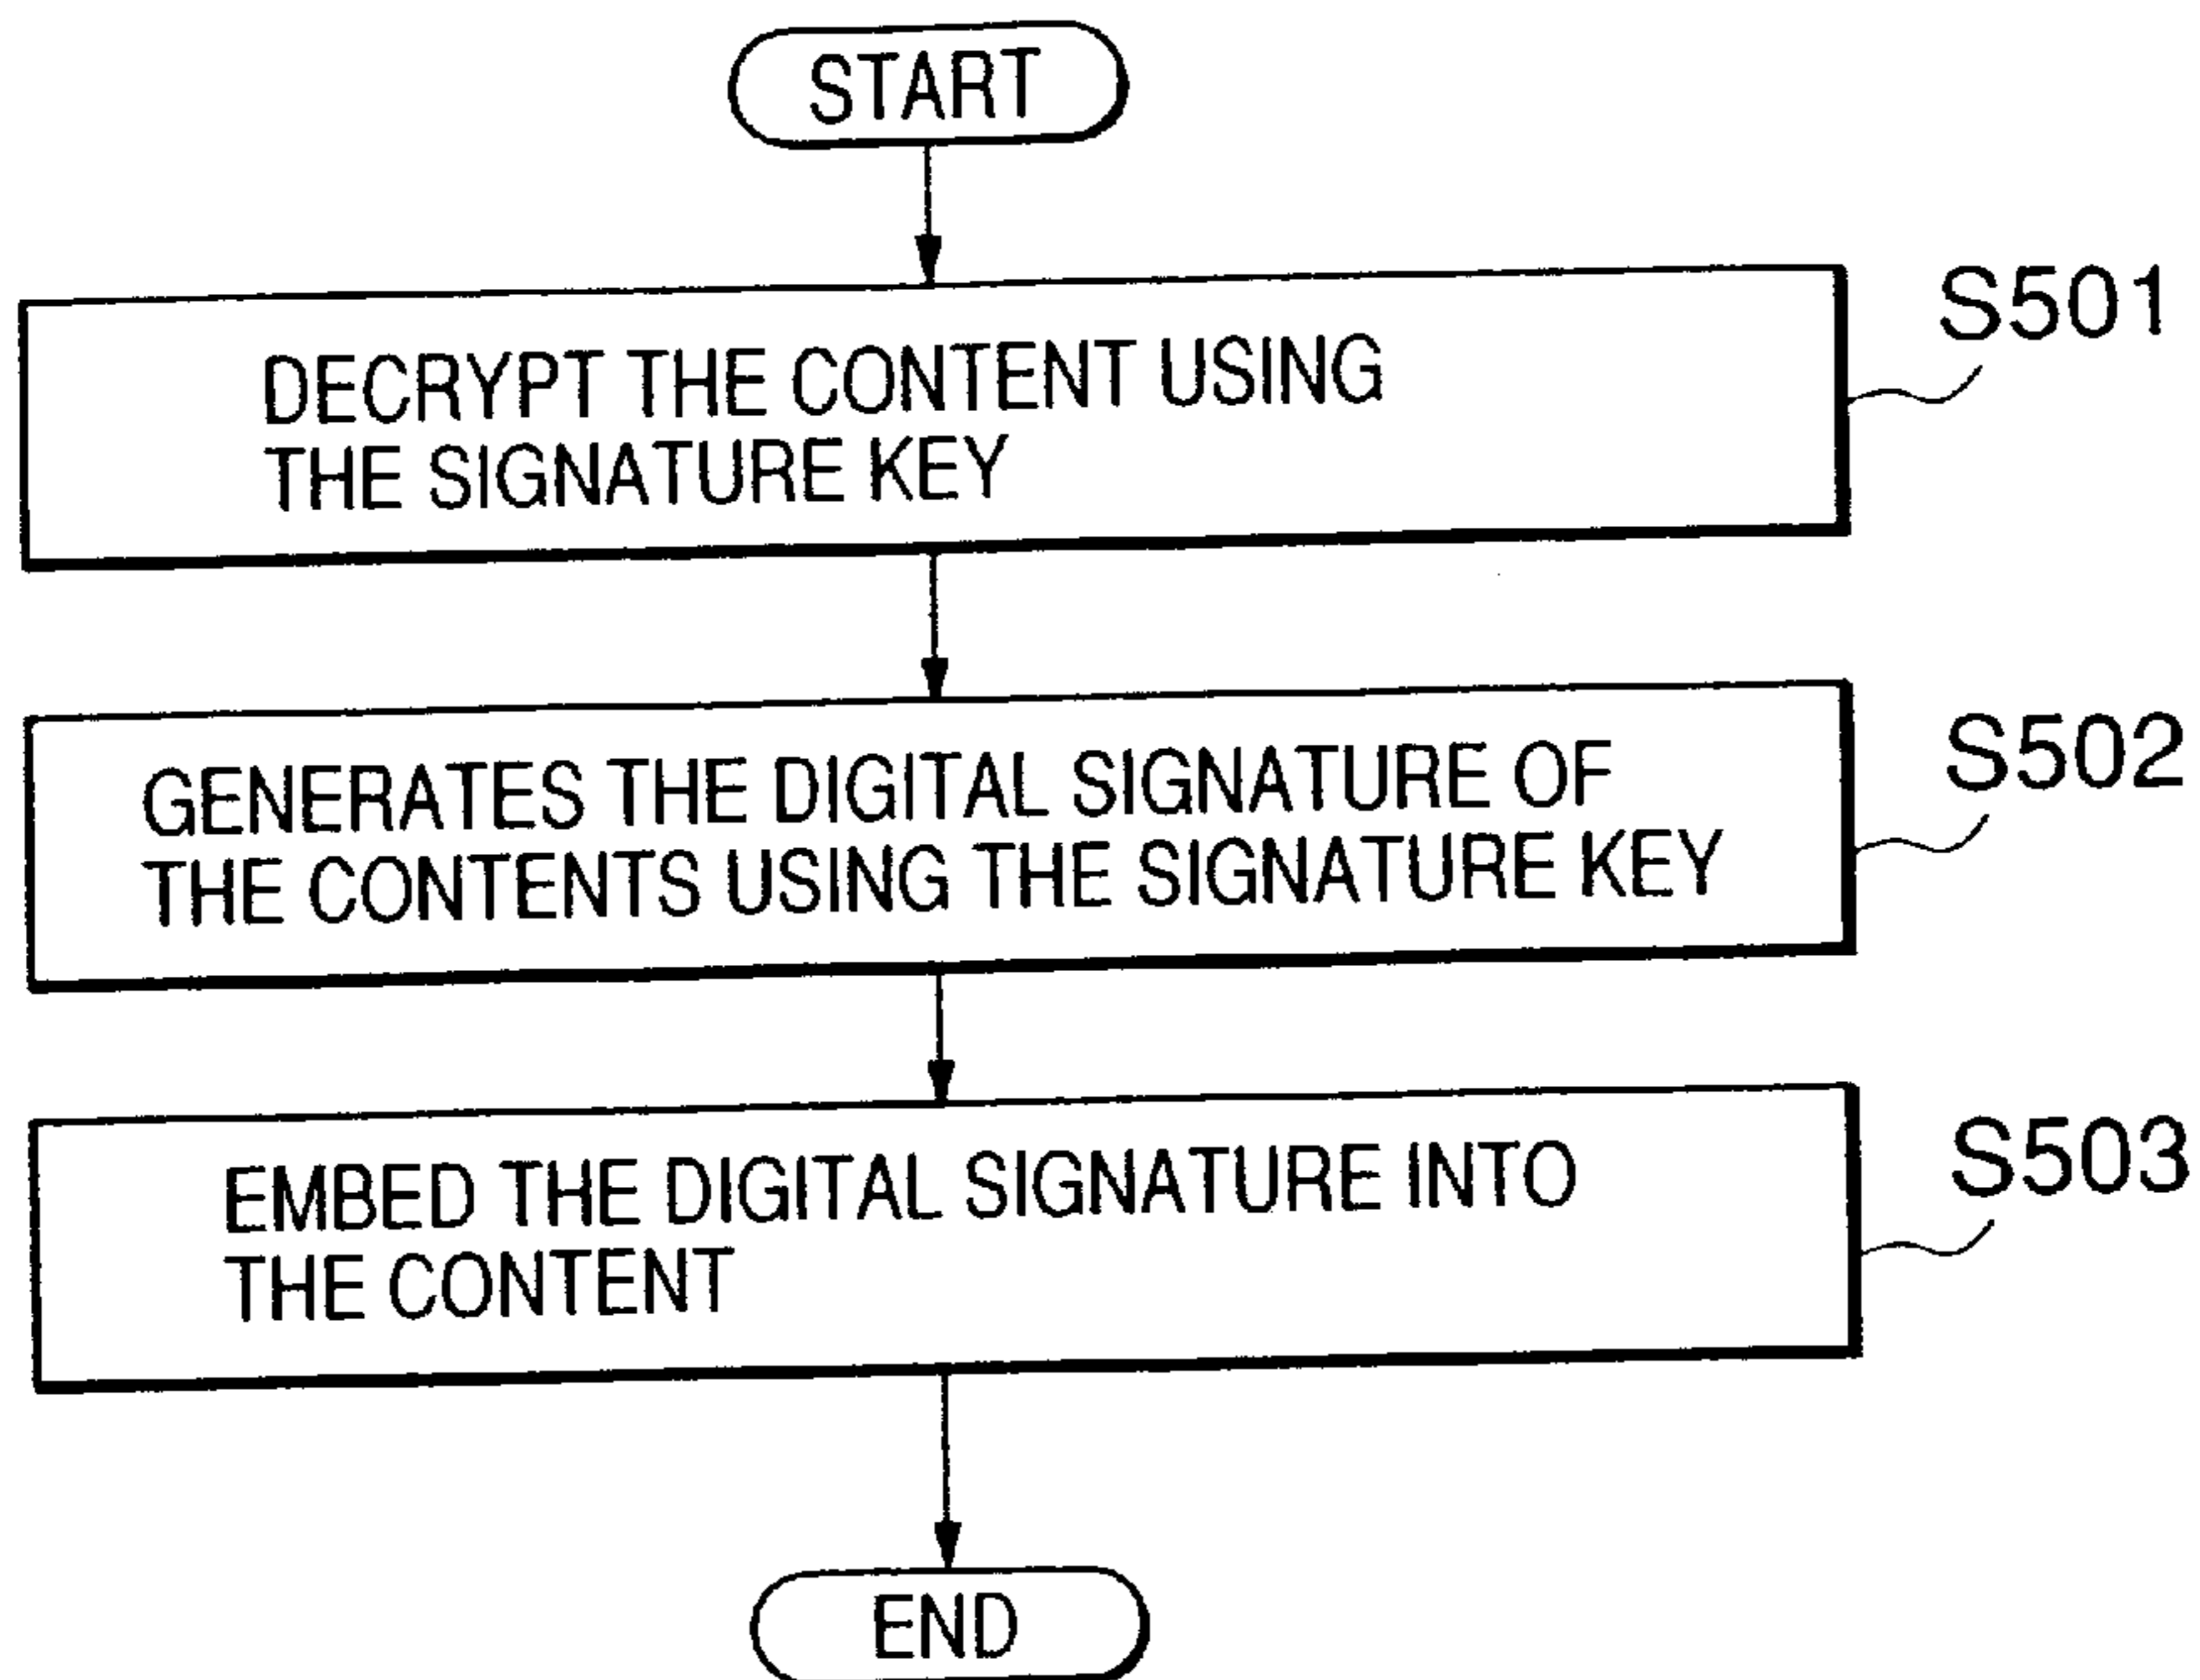 START
DECRYPT THE CONTENT USING
THE SIGNATURE KEY
S501
GENERATES THE DIGITAL SIGNATURE OF
THE CONTENTS USING THE SIGNATURE KEY
S502
EMBED THE DIGITAL SIGNATURE INTO
THE CONTENT
S503
END